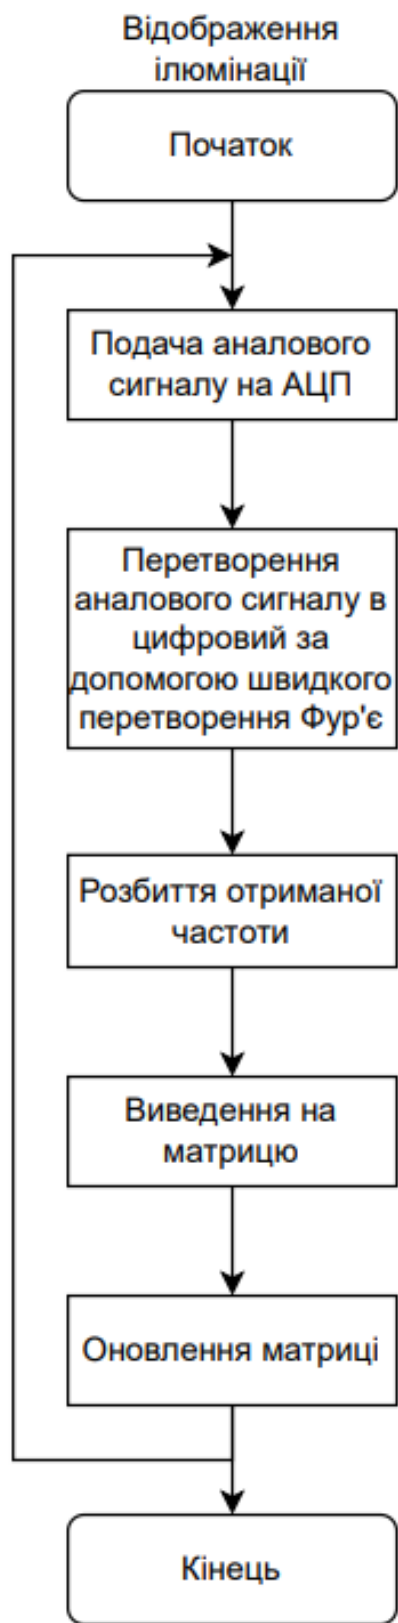 Відображення
ілюмінації
Початок
Подача аналового
сигналу на АЦП
Перетворення
аналового сигналу в
цифровий за
допомогою швидкого
перетворення Фур'є
Розбиття отриманої
частоти
Виведення на
матрицю
Оновлення матриці
Кінець